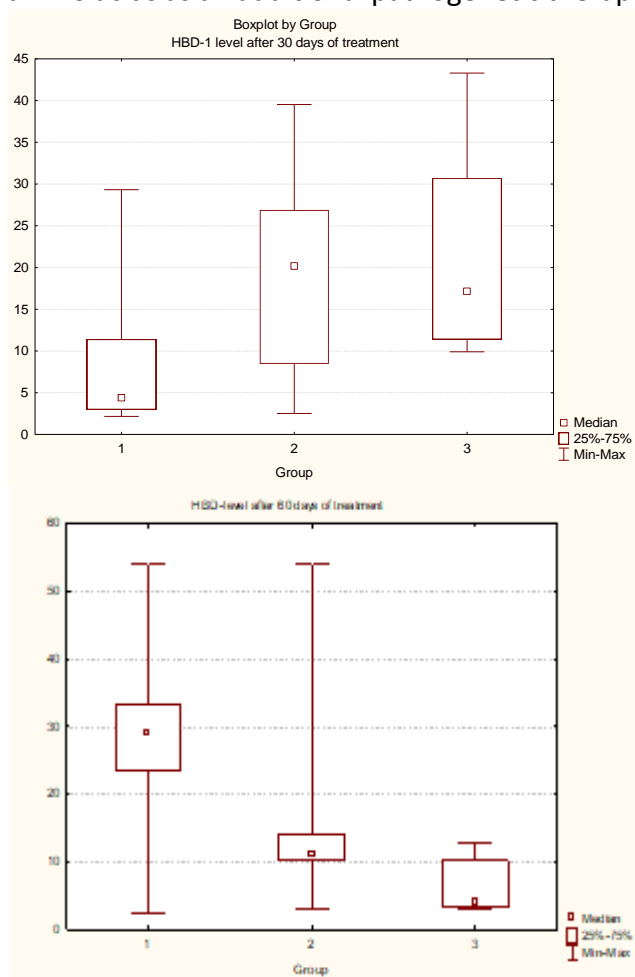 Boxplot by Group
HBD-1 level after 30 days of treatment
45
40
35
30
25
20
15
10
5
0
1 2 3
Group
Median
25%-75%
Min-Max
HBD-level after 60 days of treatment
60
50
40
30
20
10
0
1 2 3
Group
Median
25%-75%
Min-Max